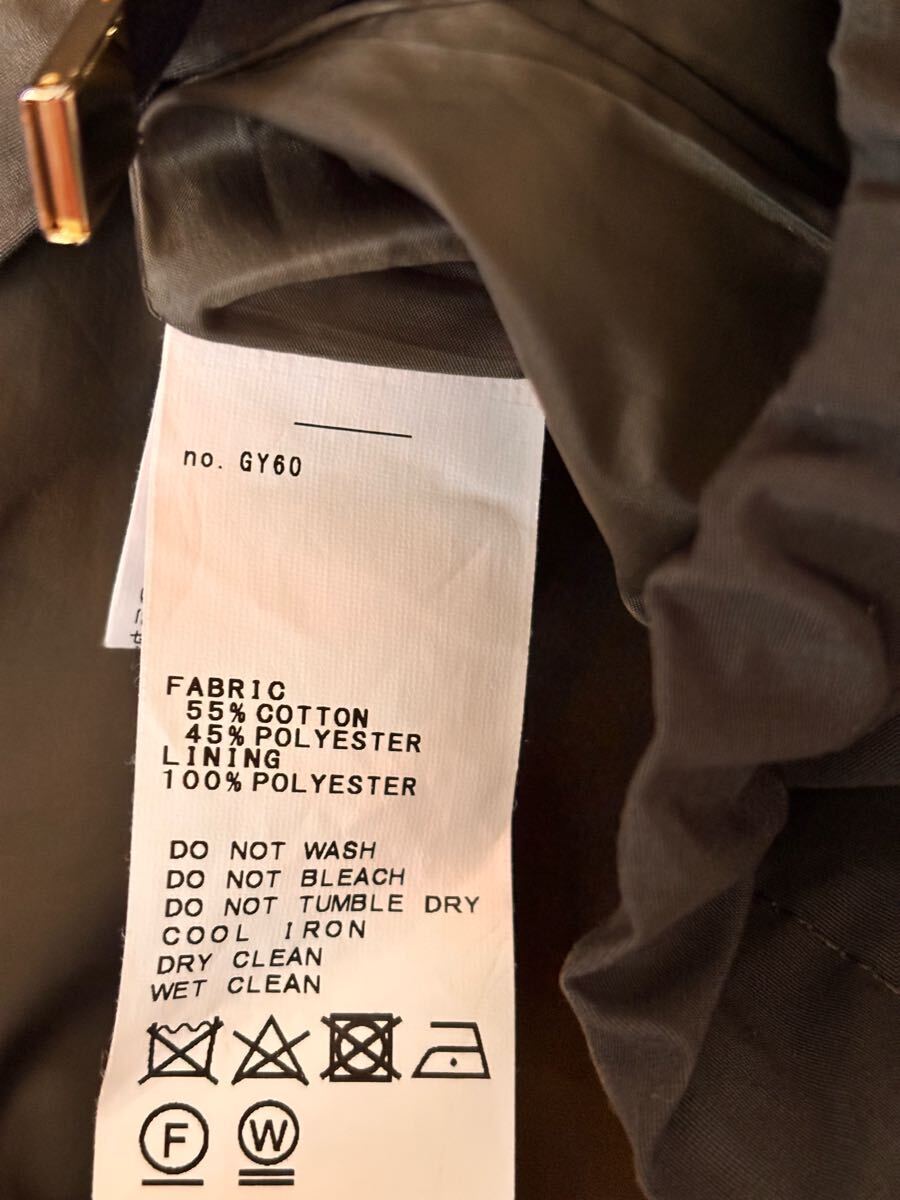 no. GY60
FABRIC
55% COTTON
45% POLYESTER
LINING
100% POLYESTER
DO NOT WASH
DO NOT BLEACH
DO NOT TUMBLE DRY
COOL IRON
DRY CLEAN
WET CLEAN
F W